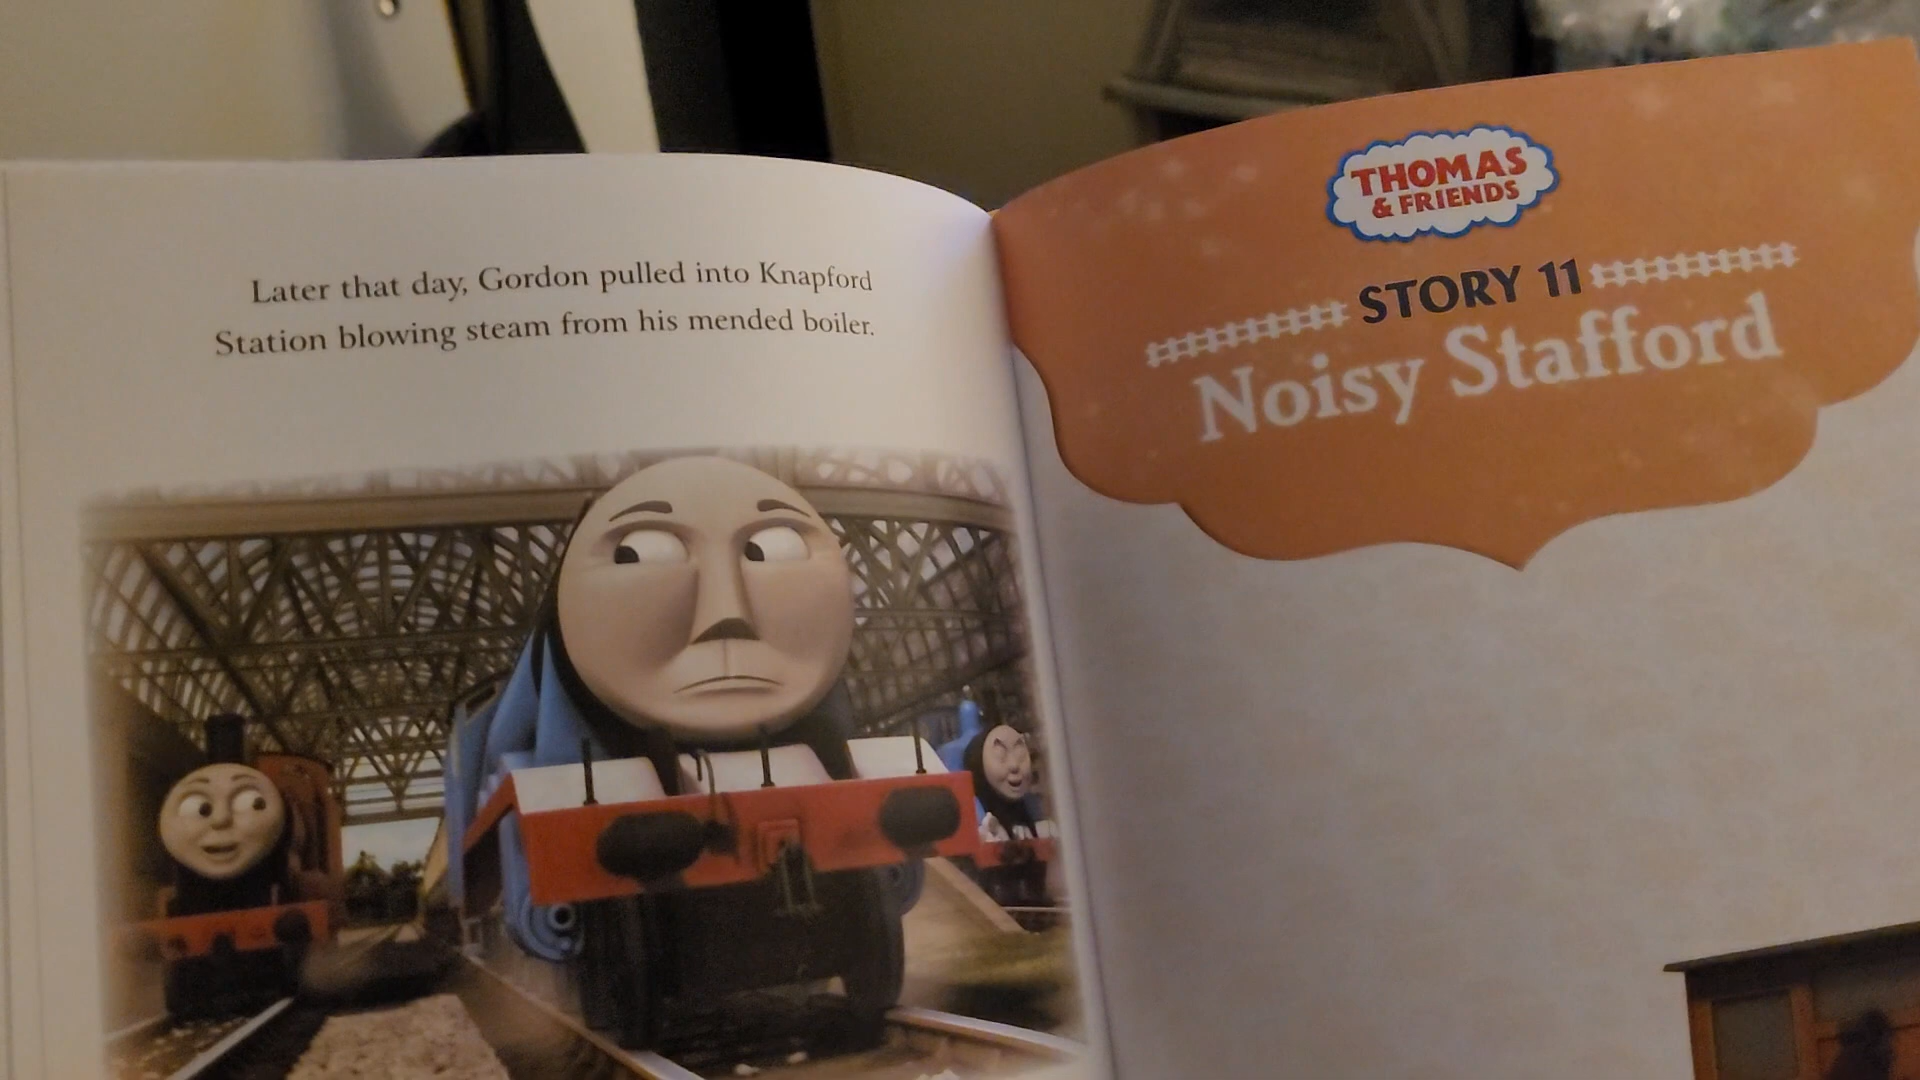 Later that day, Gordon pulled into Knapford
Station blowing steam from his mended boiler.
THOMAS
& FRIENDS
STORY 11
Noisy Stafford